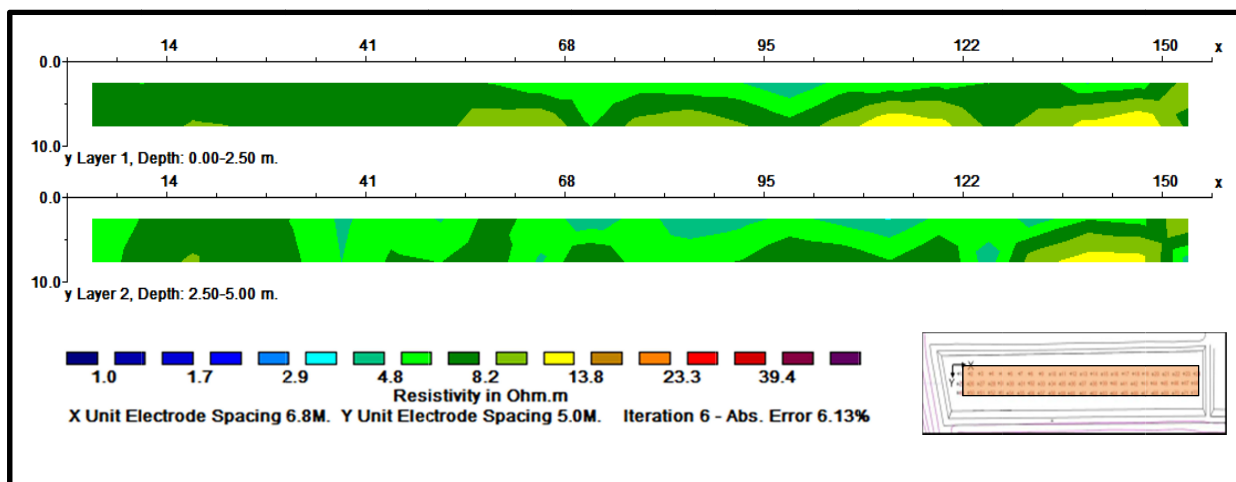 14 41 68 95 122 150 x
0.0
10.0
y Layer 1, Depth: 0.00-2.50 m.
14 41 68 95 122 150 x
0.0
10.0
y Layer 2, Depth: 2.50-5.00 m.
1.0 1.7 2.9 4.8 8.2 13.8 23.3 39.4
Resistivity in Ohm.m
X Unit Electrode Spacing 6.8M. Y Unit Electrode Spacing 5.0M. Iteration 6 - Abs. Error 6.13%
X
Y